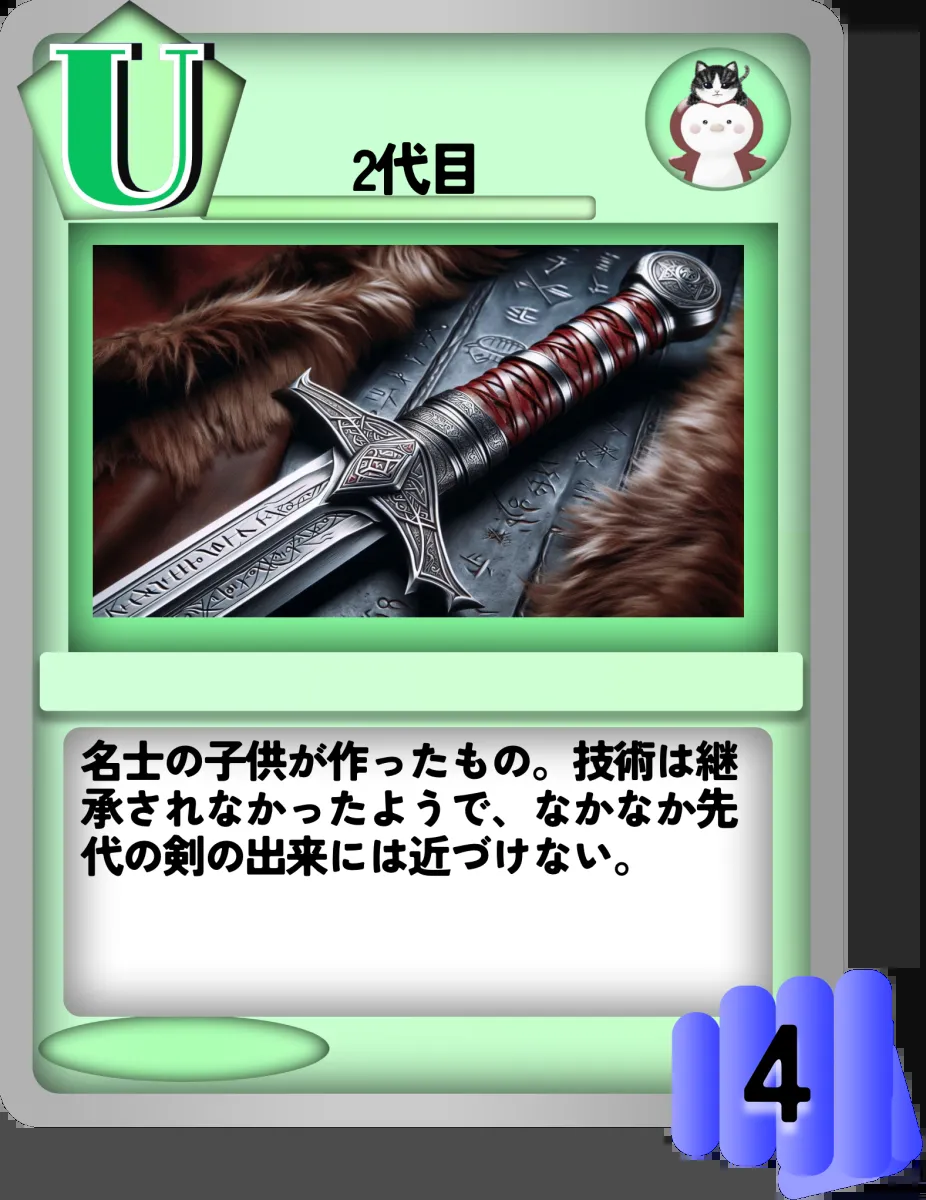 U
2代目
名士の子供が作ったもの。技術は継
承されなかったようで、なかなか先
代の剣の出来には近づけない。
4